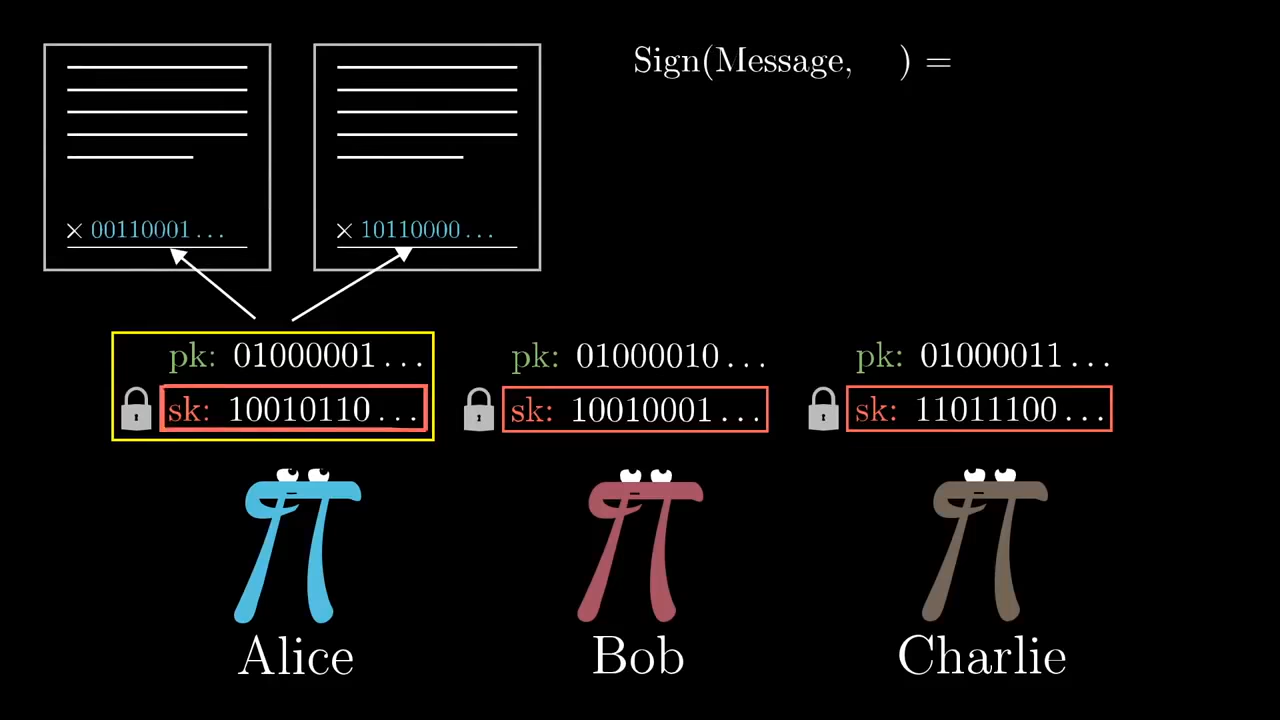 Sign(Message, ) =
× 00110001...
× 10110000...
pk: 01000001...
sk: 10010110...
pk: 01000010...
sk: 10010001...
pk: 01000011...
sk: 11011100...
Alice
Bob
Charlie